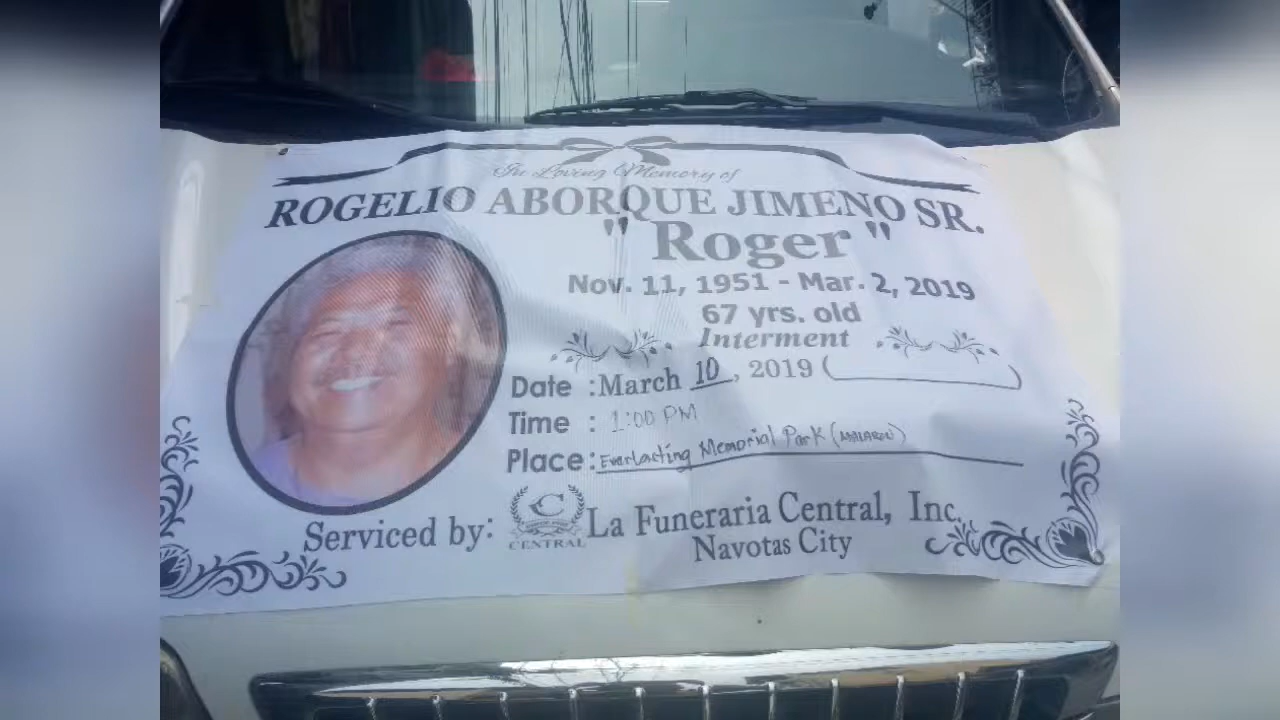 In Loving Memory of
ROGELIO ABORQUE JIMENO SR.
"Roger"
Nov. 11, 1951 - Mar. 2, 2019
67 yrs. old
Interment
Date : March 10, 2019 ( )
Time : 1:00 PM
Place: Everlasting Memorial Park (MALABON)
Serviced by: La Funeraria Central, Inc.
C
CENTRAL
Navotas City